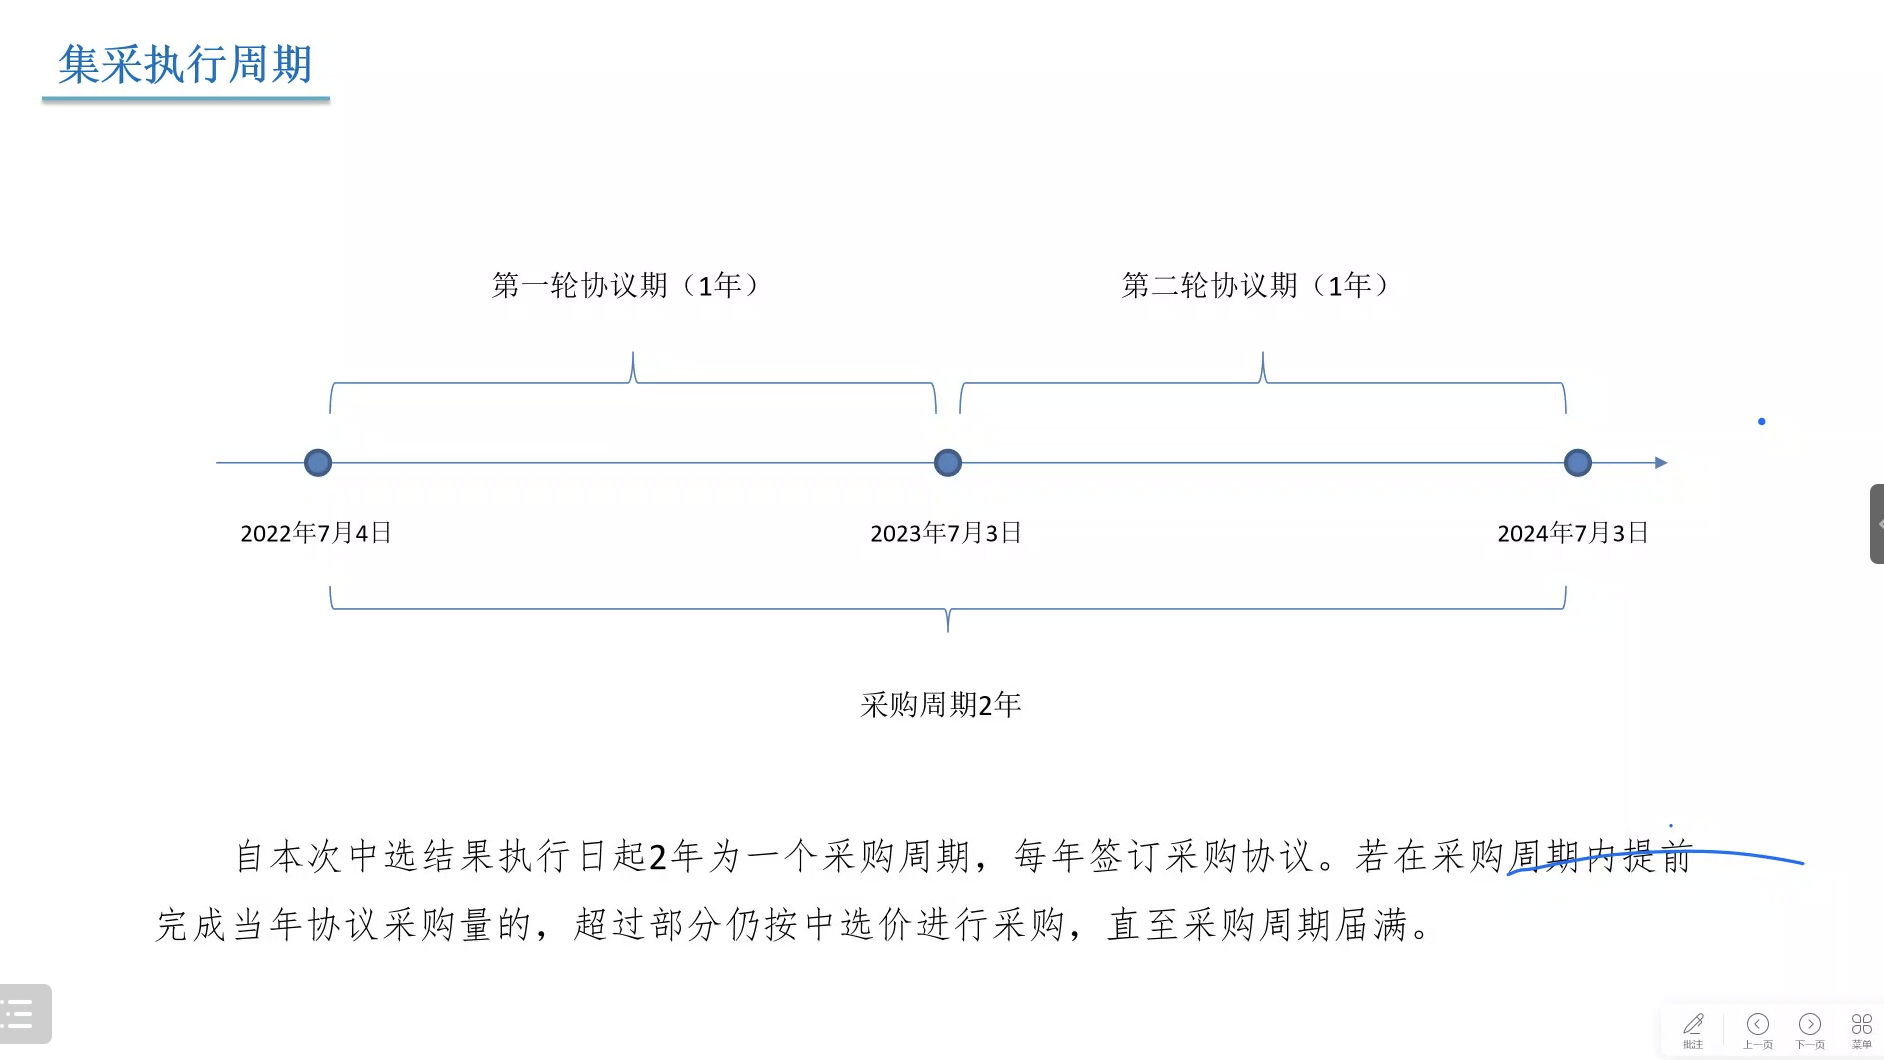 集采执行周期
第一轮协议期（1年）
第二轮协议期（1年）
2022年7月4日
2023年7月3日
2024年7月3日
采购周期2年
自本次中选结果执行日起2年为一个采购周期，每年签订采购协议。若在采购周期内提前
完成当年协议采购量的，超过部分仍按中选价进行采购，直至采购周期届满。
批注
上一页
下一页
菜单